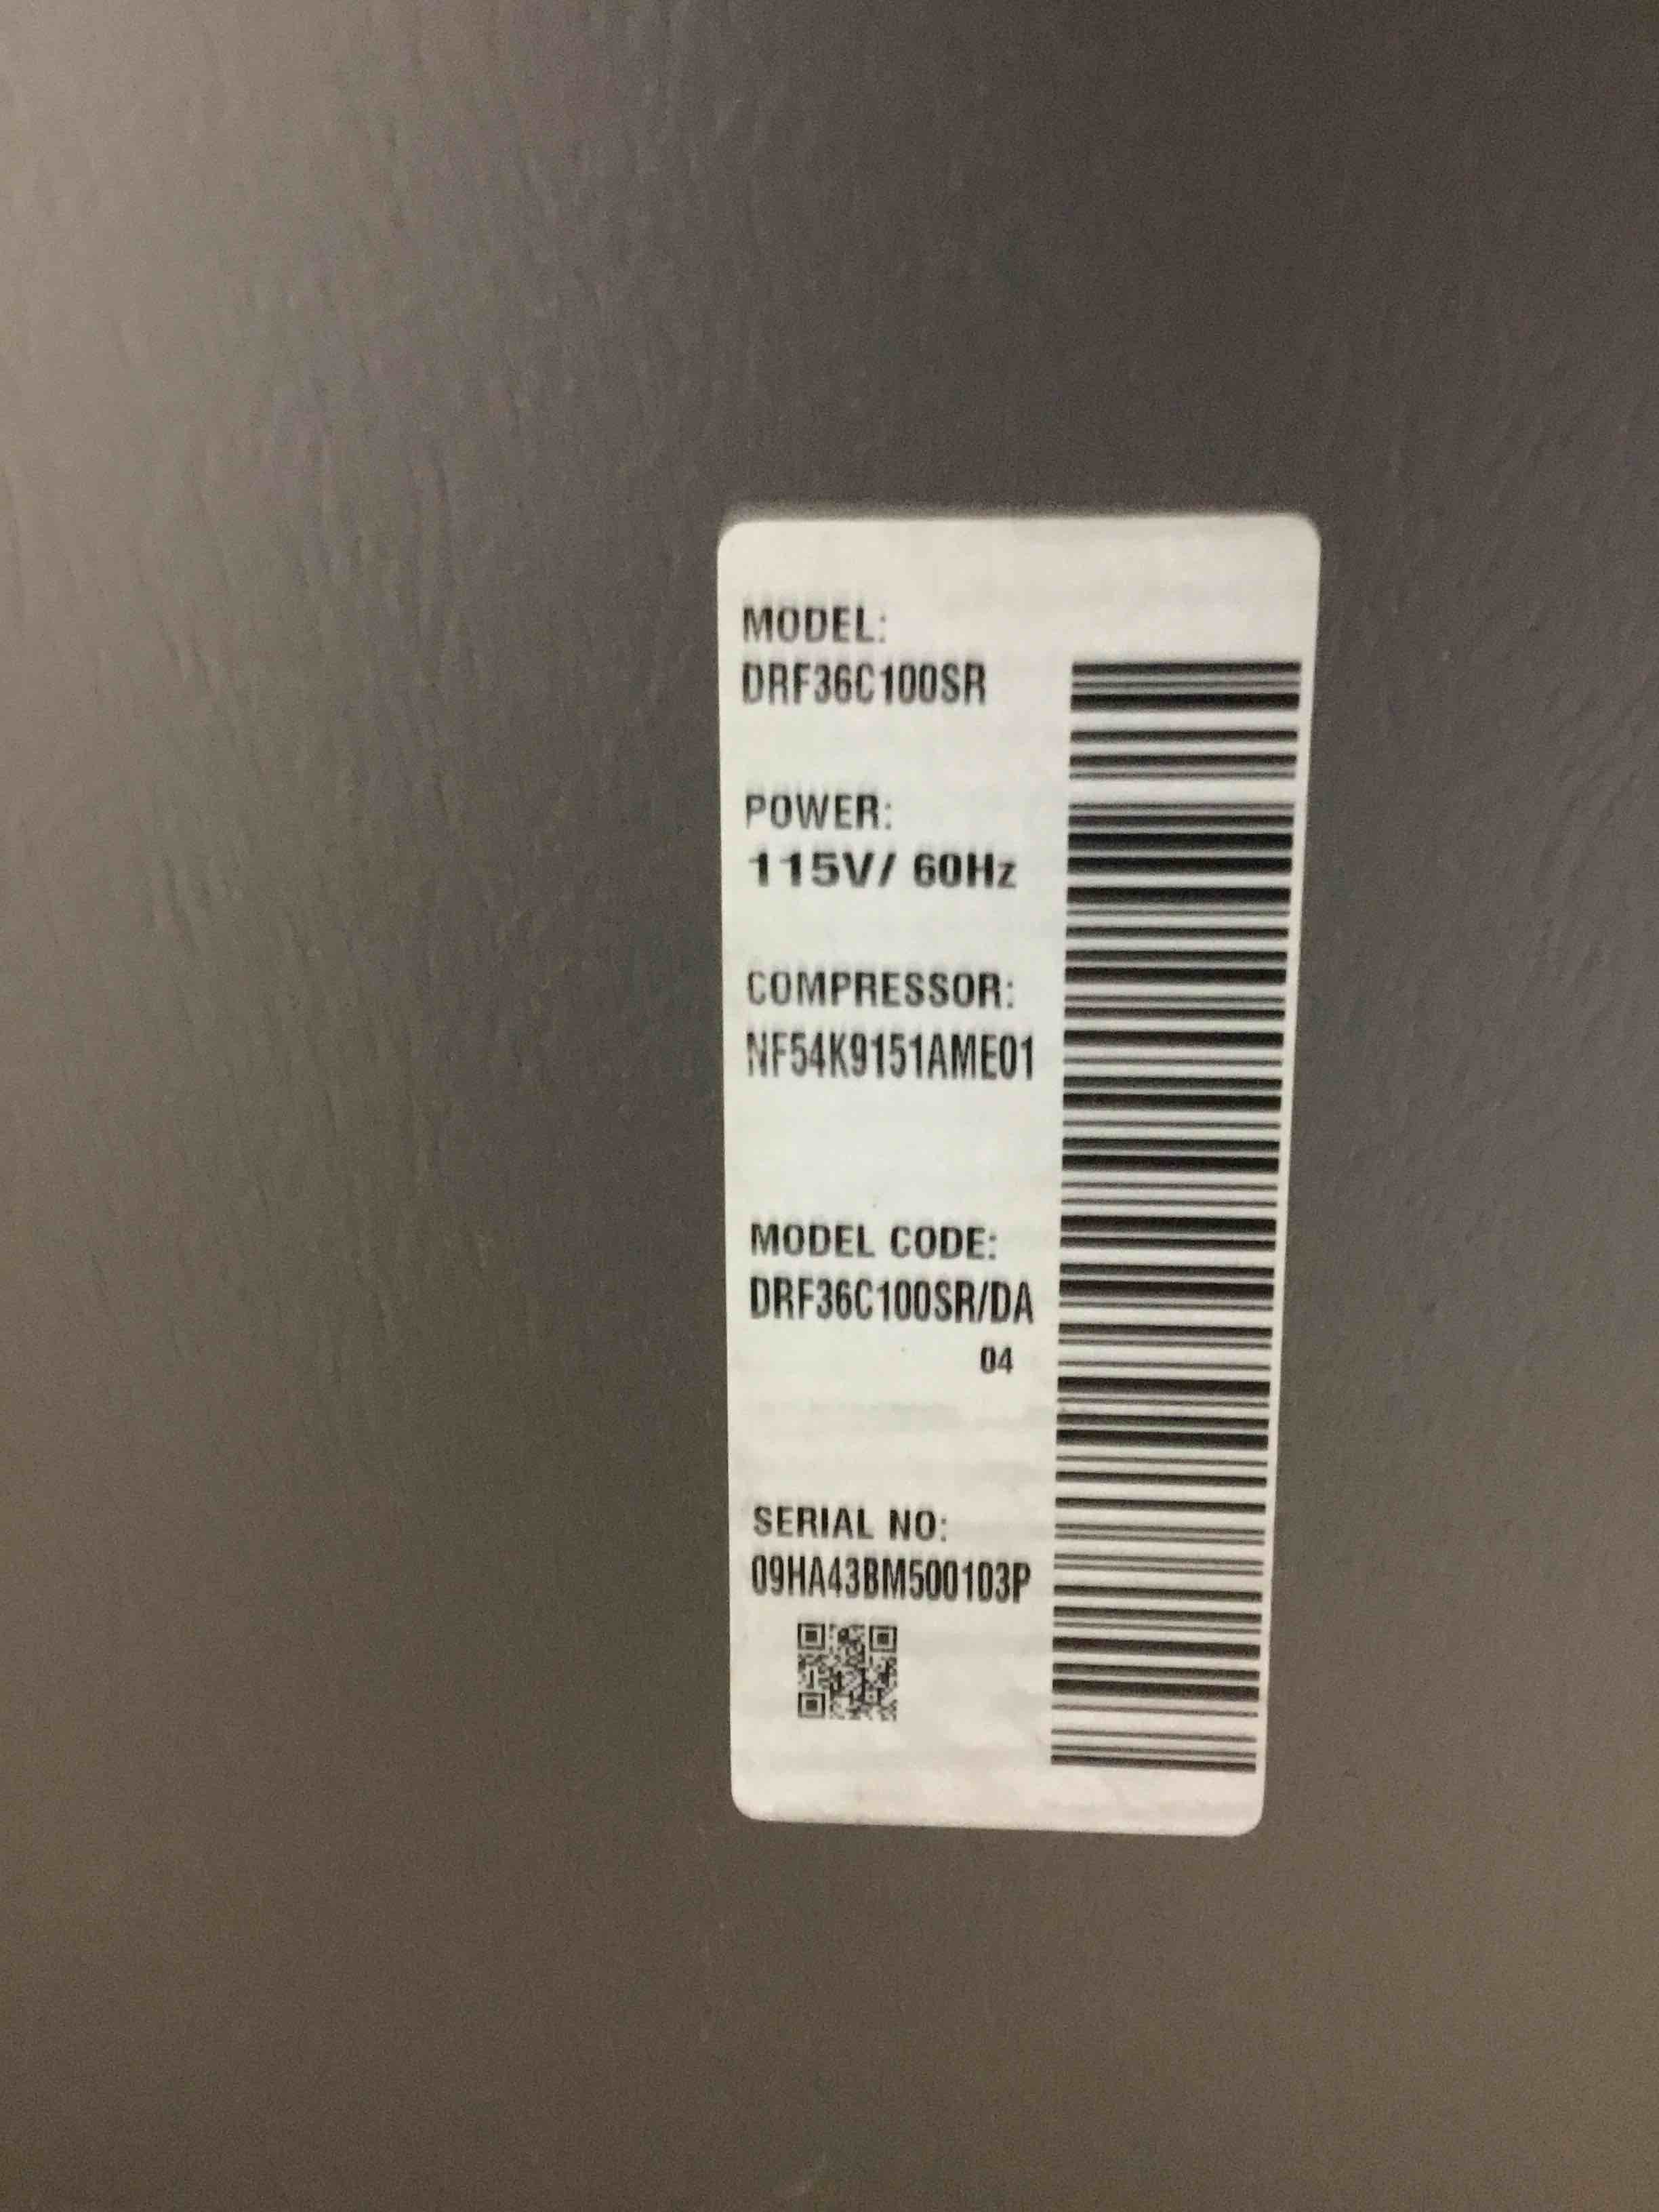 MODEL:
DRF36C100SR
POWER:
115V/ 60Hz
COMPRESSOR:
NF54K9151AME01
MODEL CODE:
DRF36C100SR/DA
04
SERIAL NO:
09HA43BM500103P